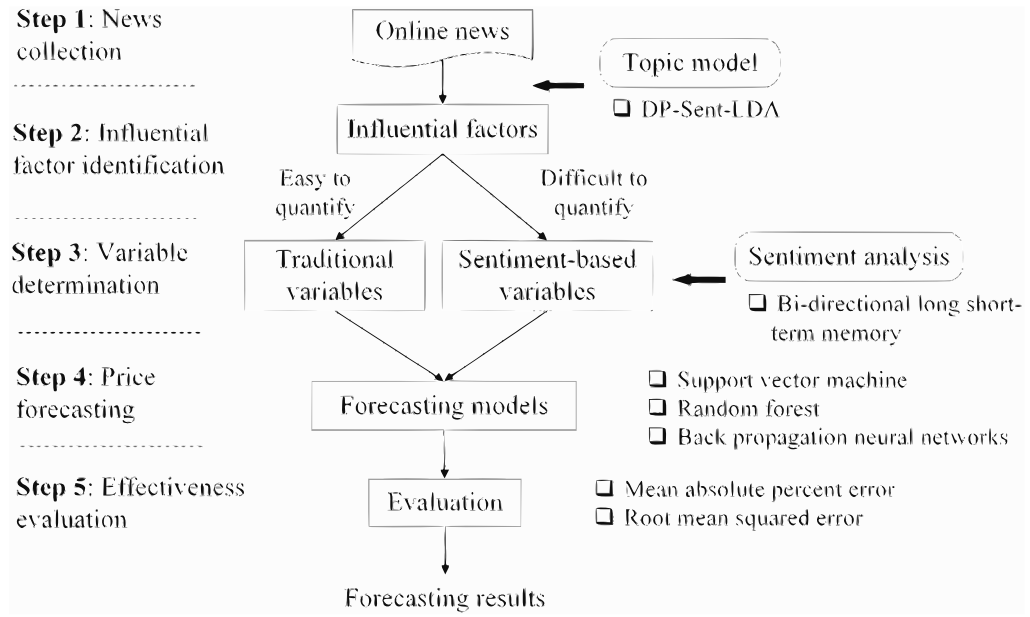 Step 1: News
collection
Online news
Topic model
❑ DP-Sent-LDA
Step 2: Influential
factor identification
Influential factors
Easy to
quantify
Difficult to
quantify
Step 3: Variable
determination
Traditional
variables
Sentiment-based
variables
Sentiment analysis
❑ Bi-directional long short-
term memory
Step 4: Price
forecasting
Forecasting models
❑ Support vector machine
❑ Random forest
❑ Back propagation neural networks
Step 5: Effectiveness
evaluation
Evaluation
❑ Mean absolute percent error
❑ Root mean squared error
Forecasting results